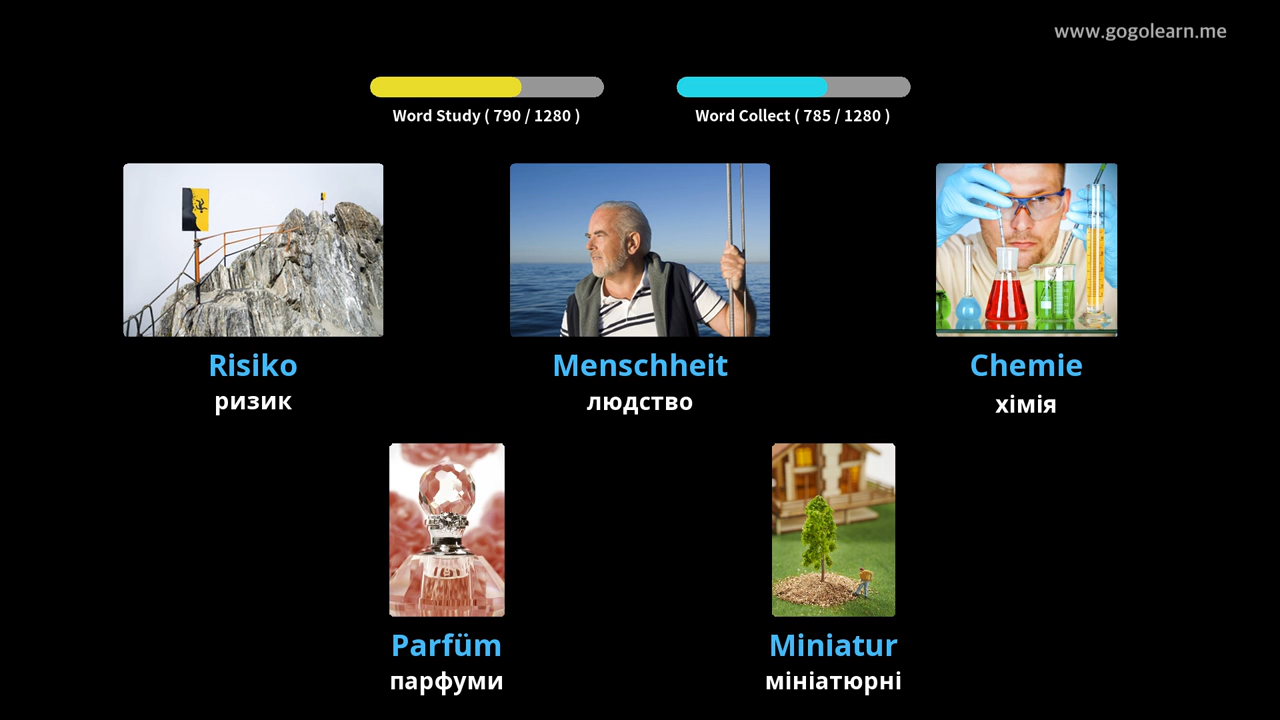 www.gogolearn.me
Word Study ( 790 / 1280 )
Word Collect ( 785 / 1280 )
Risiko
ризик
Menschheit
людство
Chemie
хімія
Parfüm
парфуми
Miniatur
мініатюрні